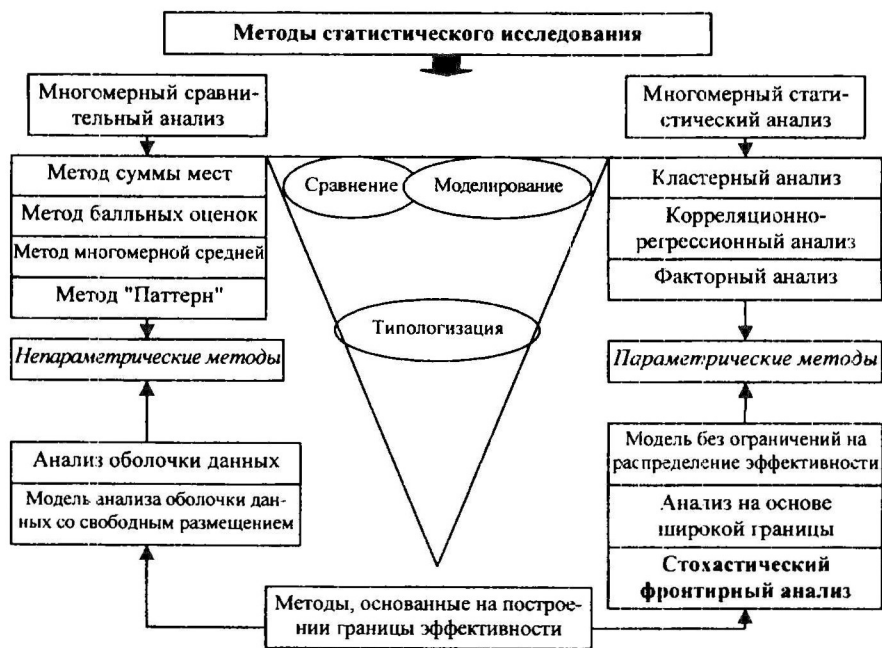 Методы статистического исследования
Многомерный сравни-
тельный анализ
Метод суммы мест
Метод балльных оценок
Метод многомерной средней
Метод "Паттерн"
Непараметрические методы
Анализ оболочки данных
Модель анализа оболочки дан-
ных со свободным размещением
Сравнение
Моделирование
Типологизация
Методы, основанные на построе-
нии границы эффективности
Многомерный стати-
стический анализ
Кластерный анализ
Корреляционно-
регрессионный анализ
Факторный анализ
Параметрические методы
Модель без ограничений на
распределение эффективности
Анализ на основе
широкой границы
Стохастический
фронтирный анализ